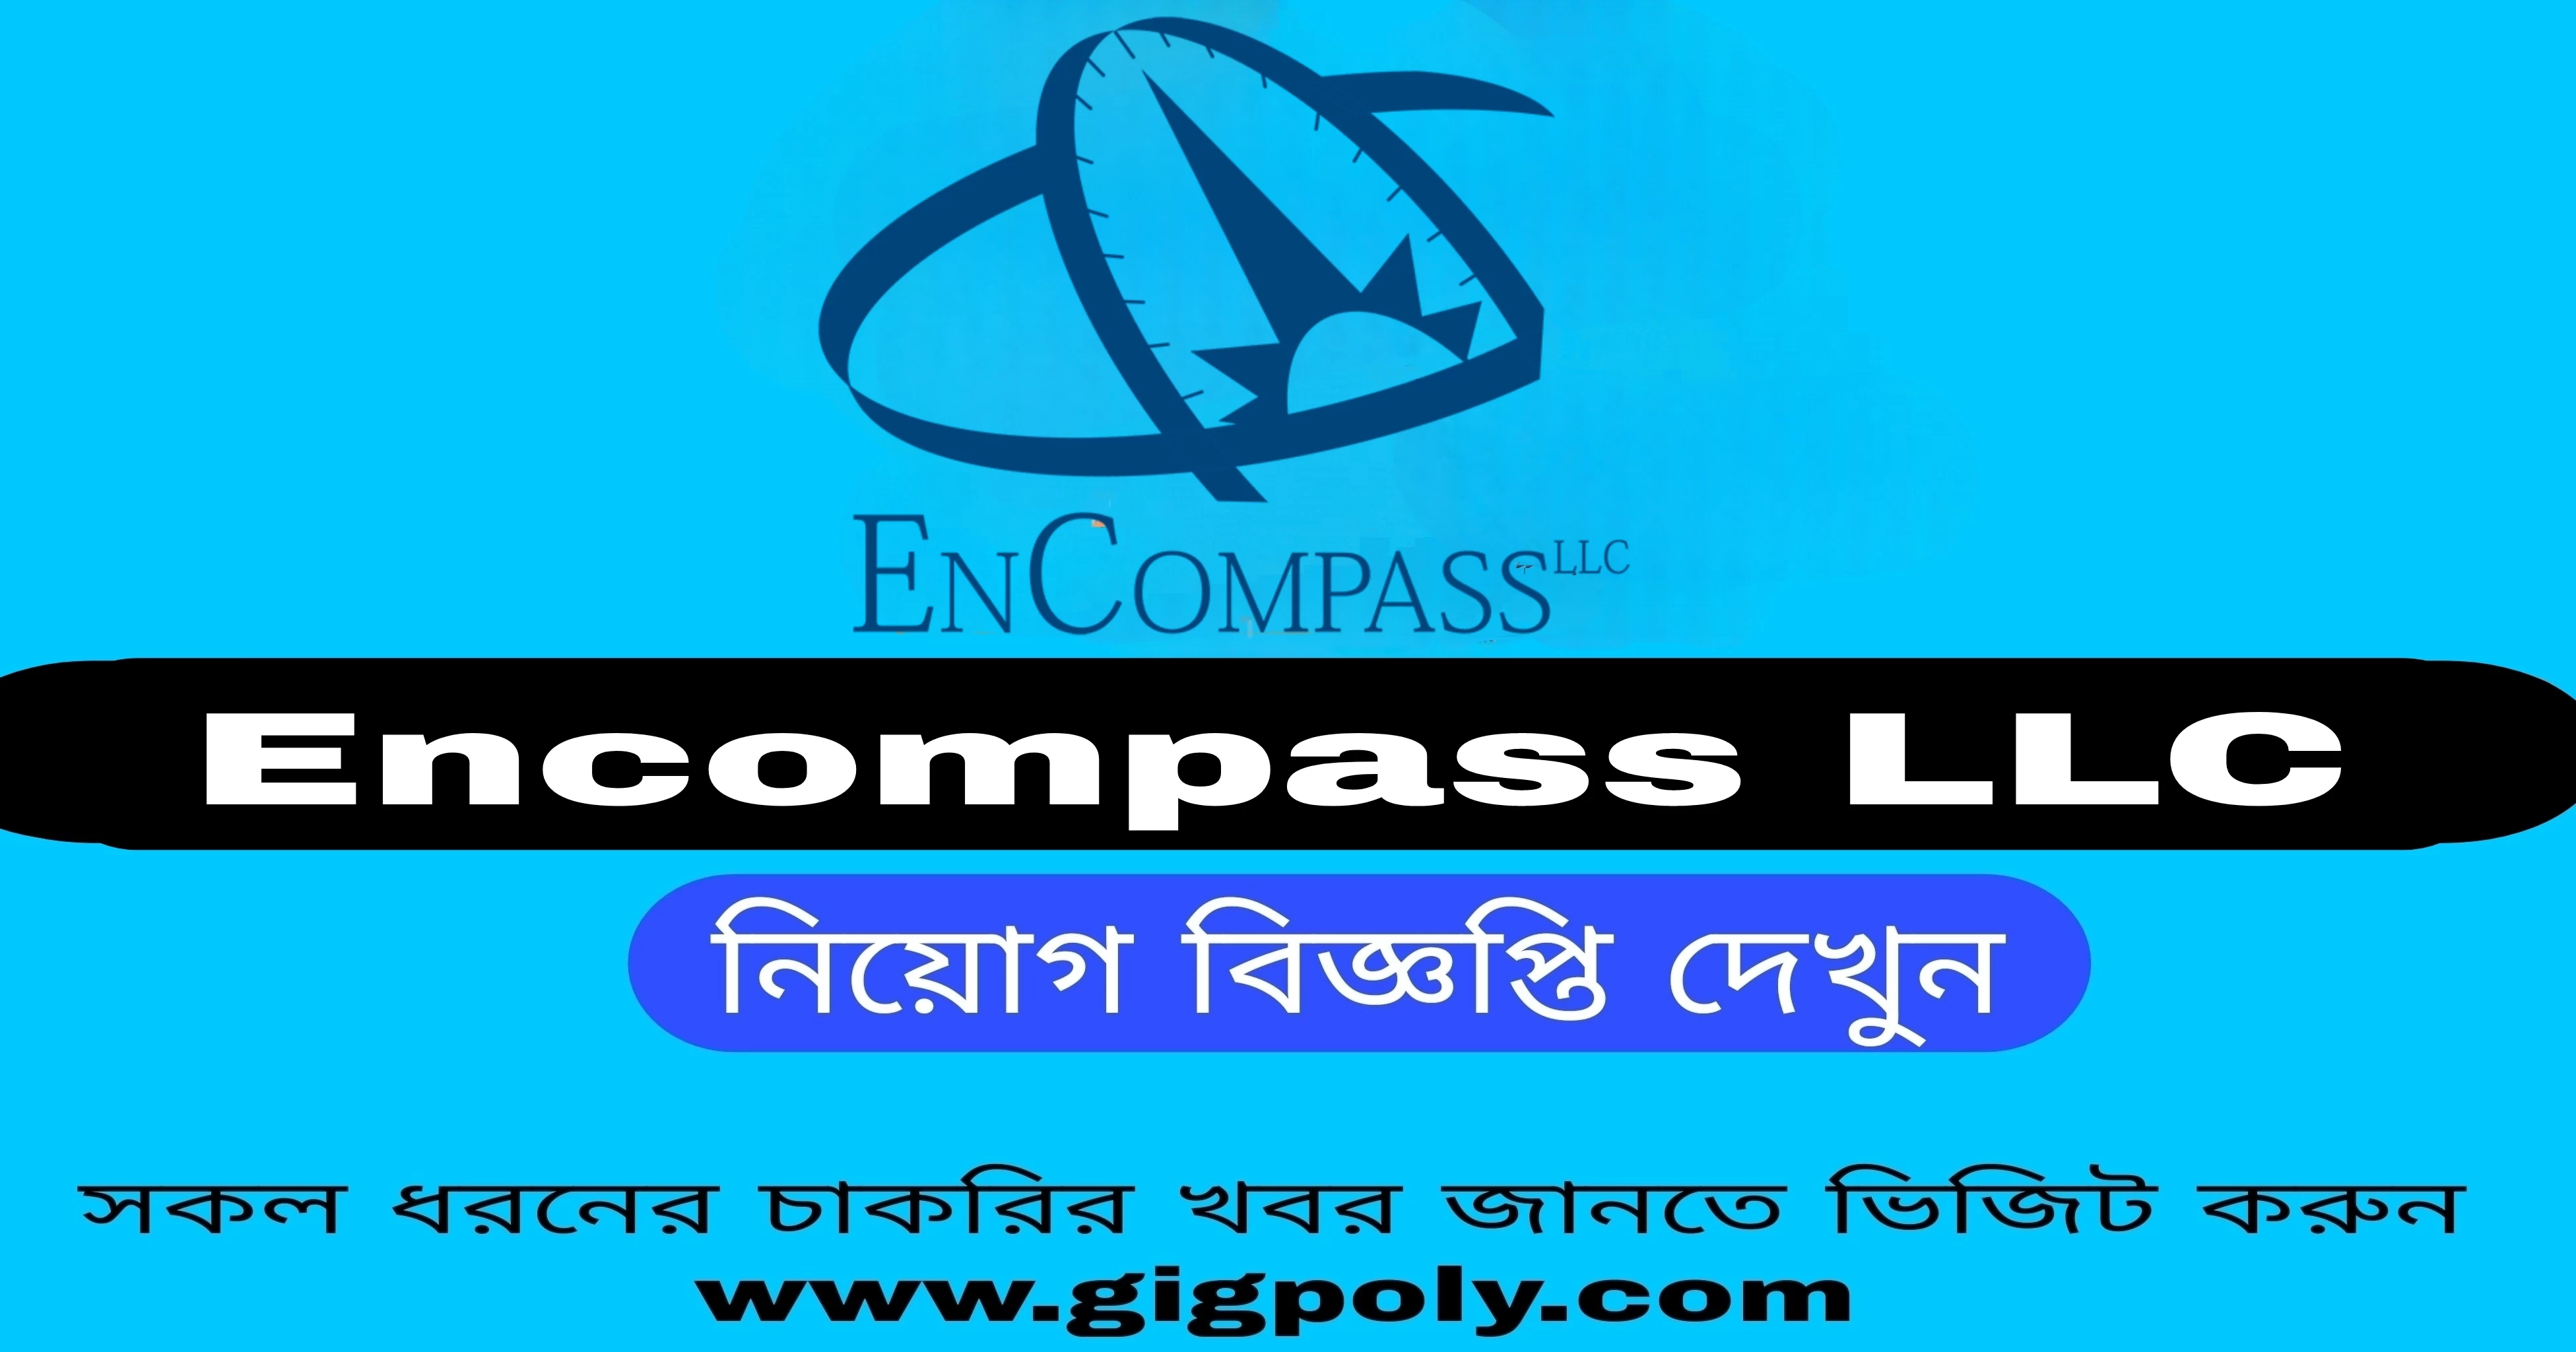 ENCOMPASS LLC
Encompass LLC
নিয়োগ বিজ্ঞপ্তি দেখুন
সকল ধরনের চাকরির খবর জানতে ভিজিট করুন
www.gigpoly.com